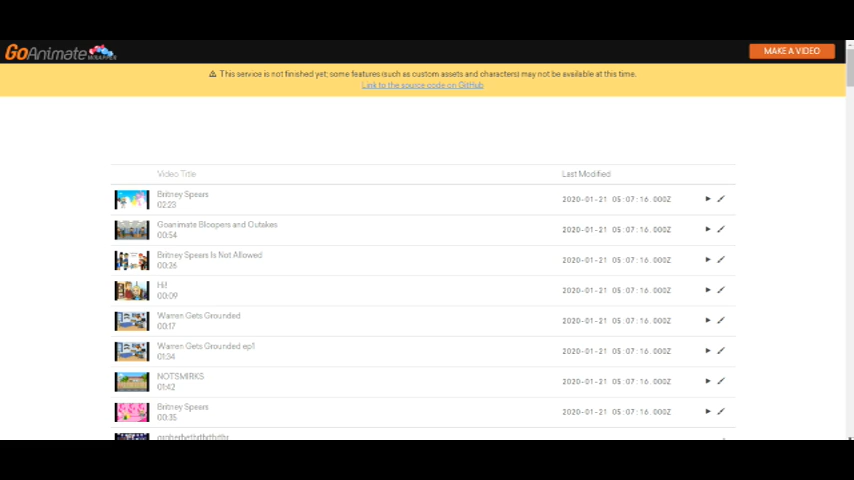 GoAnimate WRAPPER
MAKE A VIDEO
⚠ This service is not finished yet; some features (such as custom assets and characters) may not be available at this time.
Link to the source code on GitHub
Video Title Last Modified
Britney Spears
02:23 2020-01-21 05:07:16.000Z
Goanimate Bloopers and Outakes
00:54 2020-01-21 05:07:16.000Z
Britney Spears Is Not Allowed
00:26 2020-01-21 05:07:16.000Z
Hi!
00:09 2020-01-21 05:07:16.000Z
Warren Gets Grounded
00:17 2020-01-21 05:07:16.000Z
Warren Gets Grounded ep1
01:34 2020-01-21 05:07:16.000Z
NOTSMIRKS
01:42 2020-01-21 05:07:16.000Z
Britney Spears
00:35 2020-01-21 05:07:16.000Z